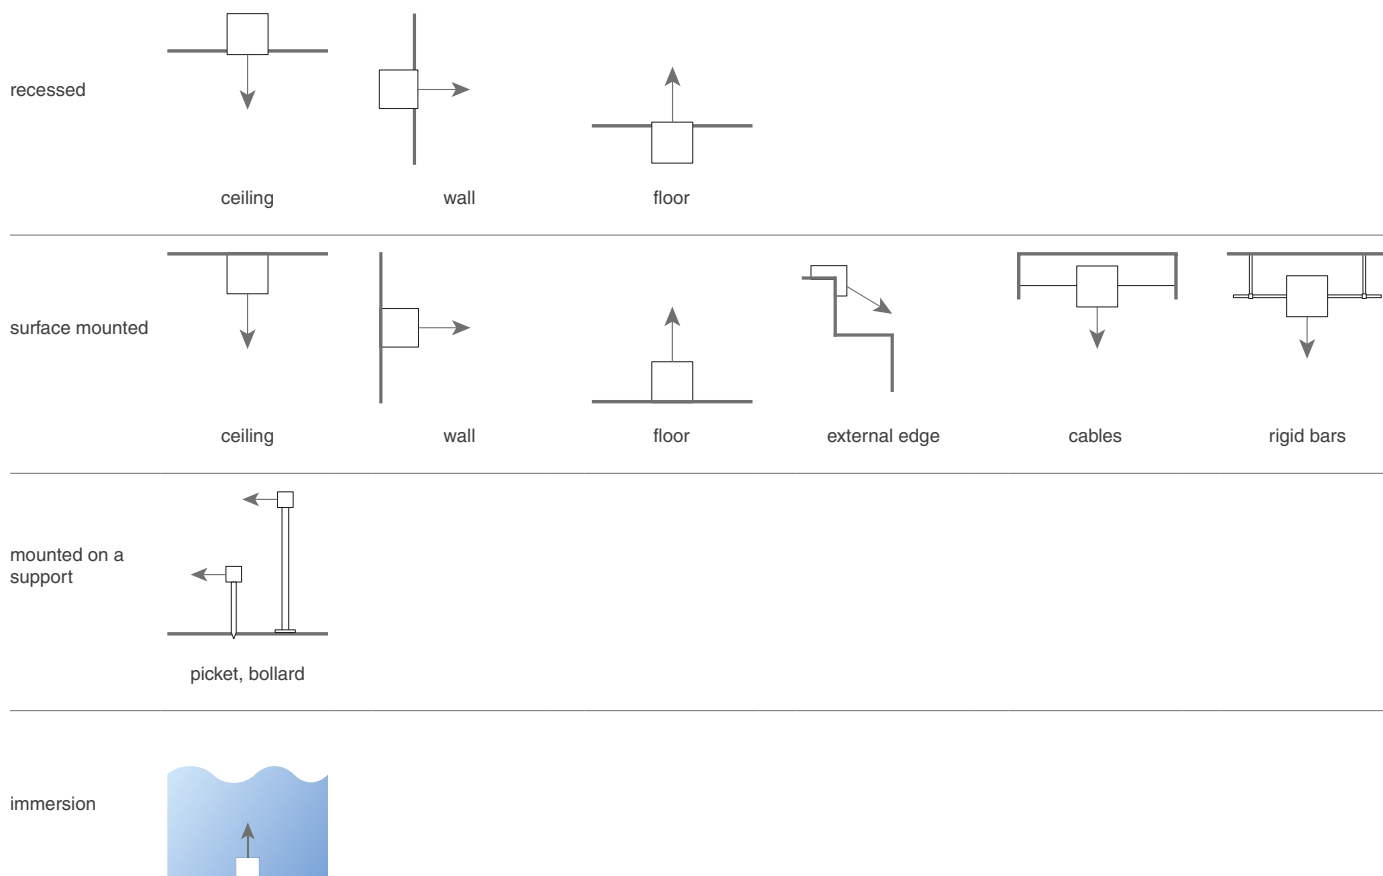 recessed
ceiling
wall
floor
surface mounted
ceiling
wall
floor
external edge
cables
rigid bars
mounted on a
support
picket, bollard
immersion